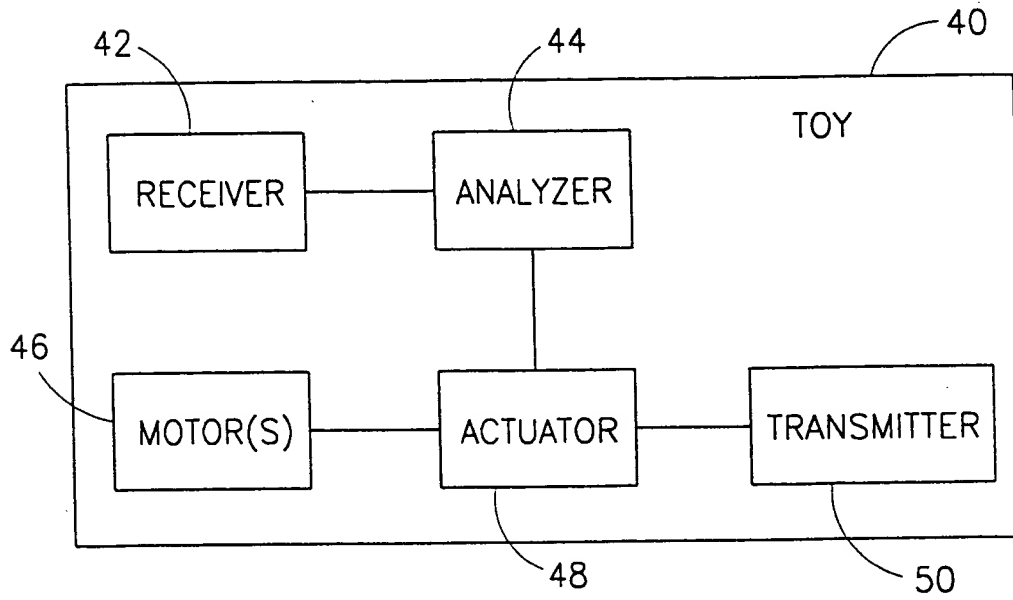 42
44
40
TOY
RECEIVER
ANALYZER
46
MOTOR(S)
ACTUATOR
TRANSMITTER
48
50